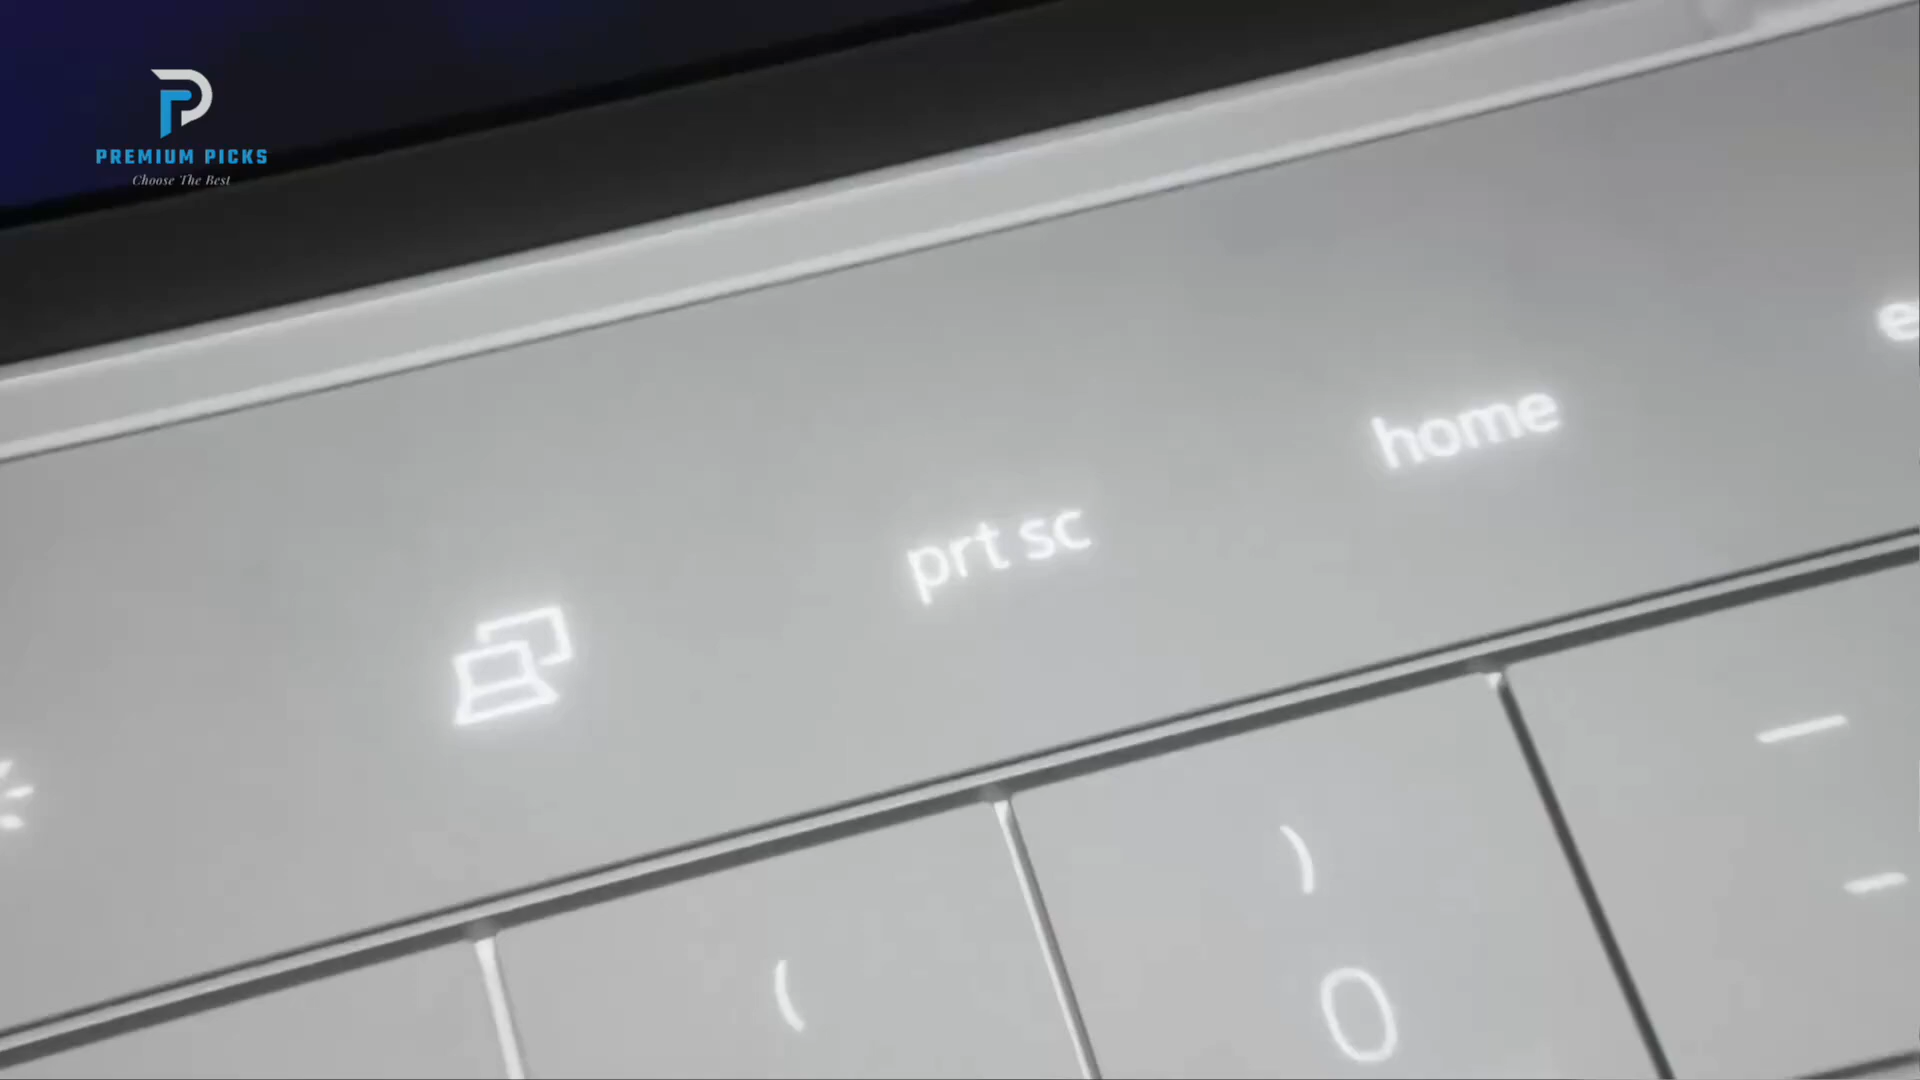 PREMIUM PICKS
Choose The Best
prt sc
home
e
(
)
0